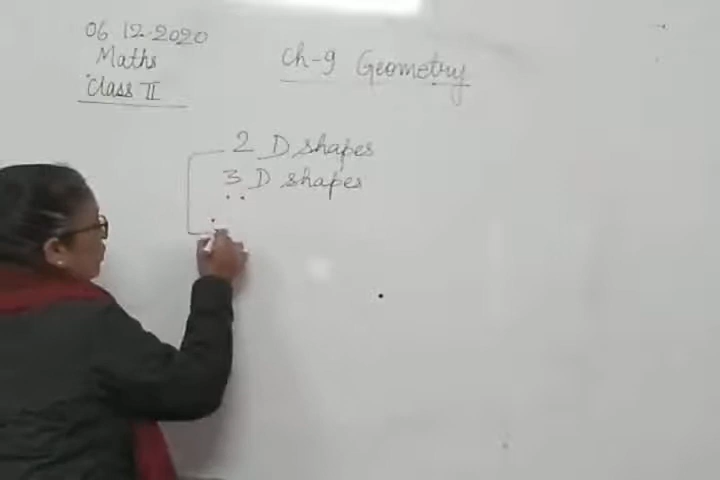 06 12.2020
Maths
Class II
Ch-9 Geometry
2 D shapes
3 D shapes